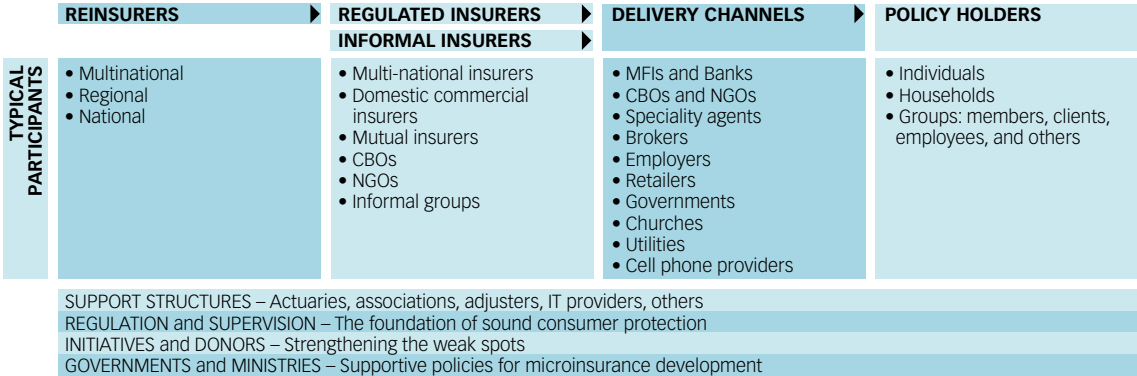 REINSURERS
REGULATED INSURERS
INFORMAL INSURERS
DELIVERY CHANNELS
POLICY HOLDERS
TYPICAL
PARTICIPANTS
• Multinational
• Regional
• National
• Multi-national insurers
• Domestic commercial
insurers
• Mutual insurers
• CBOs
• NGOs
• Informal groups
• MFIs and Banks
• CBOs and NGOs
• Speciality agents
• Brokers
• Employers
• Retailers
• Governments
• Churches
• Utilities
• Cell phone providers
• Individuals
• Households
• Groups: members, clients,
employees, and others
SUPPORT STRUCTURES – Actuaries, associations, adjusters, IT providers, others
REGULATION and SUPERVISION – The foundation of sound consumer protection
INITIATIVES and DONORS – Strengthening the weak spots
GOVERNMENTS and MINISTRIES – Supportive policies for microinsurance development